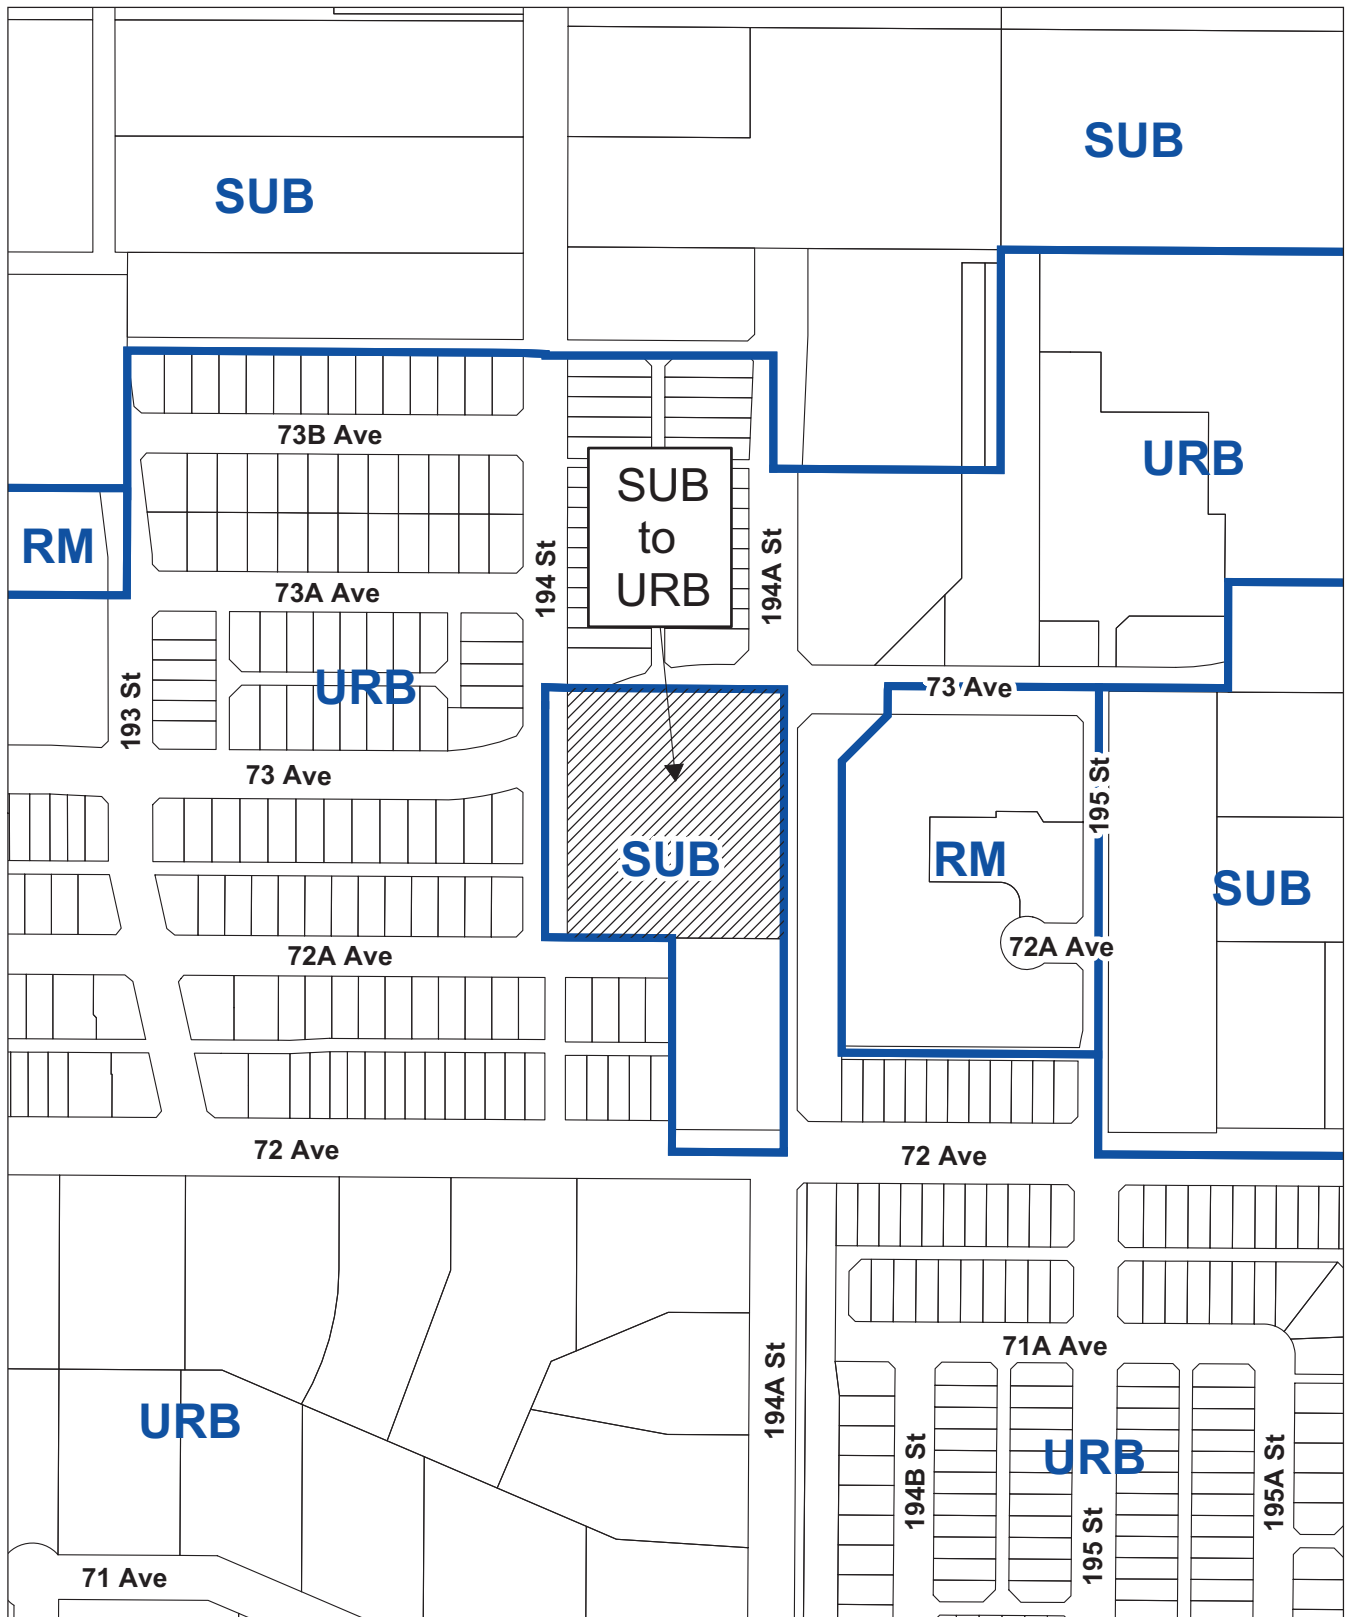 SUB
SUB
73B Ave
URB
SUB
to
URB
RM
194 St
194A St
73A Ave
URB
193 St
73 Ave
73 Ave
195 St
SUB
RM
SUB
72A Ave
72A Ave
72 Ave
72 Ave
71A Ave
194A St
URB
URB
194B St
195A St
195 St
71 Ave